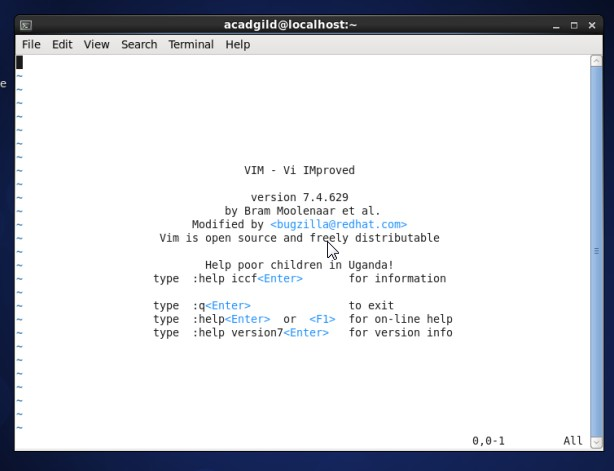 acadgild@localhost:~
File Edit View Search Terminal Help
e
~
~
~
~
~
~
~
VIM - Vi IMproved
~
~
version 7.4.629
~
by Bram Moolenaar et al.
~
Modified by <bugzilla@redhat.com>
~
Vim is open source and freely distributable
~
~
Help poor children in Uganda!
~
type :help iccf<Enter> for information
~
~
type :q<Enter> to exit
~
type :help<Enter> or <F1> for on-line help
~
type :help version7<Enter> for version info
~
~
~
~
~
~
~
0,0-1 All